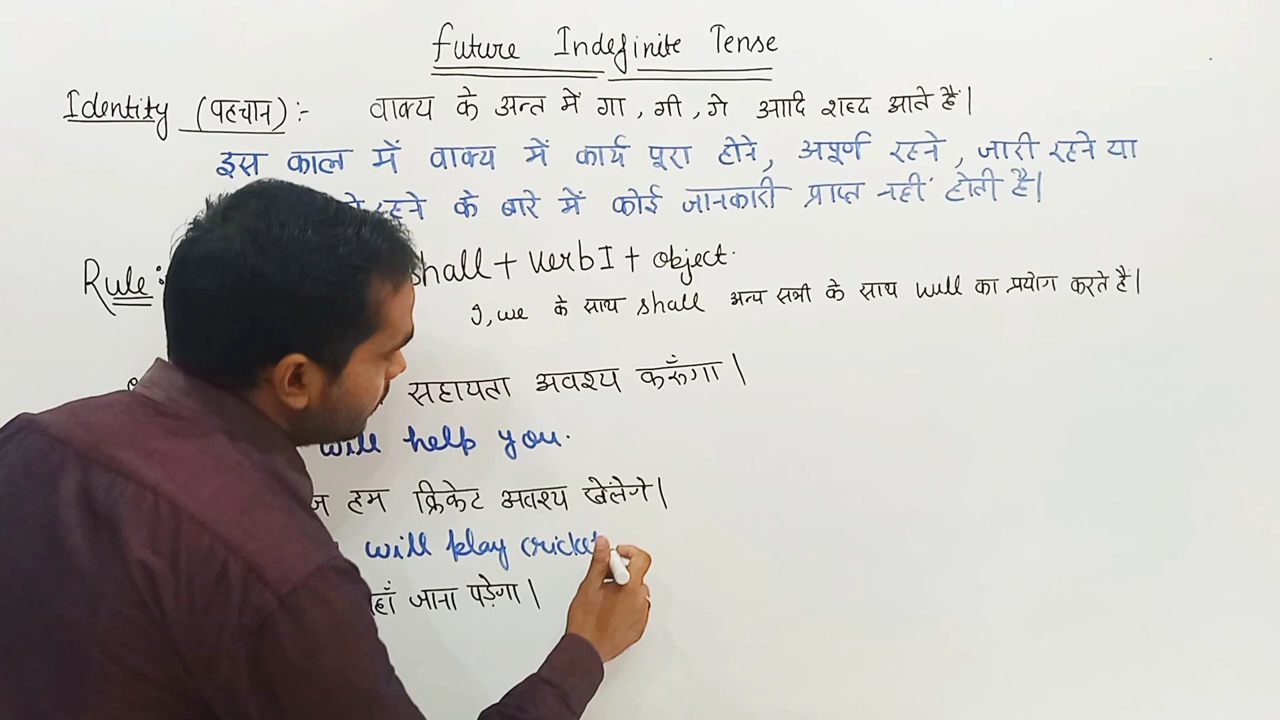 future Indefinite Tense
Identity (पहचान) :- वाक्य के अन्त में गा, गी, गे आदि शब्द आते हैं।
इस काल में वाक्य में कार्य पूरा होने, अपूर्ण रहने, जारी रहने या
रहने के बारे में कोई जानकारी प्राप्त नहीं होती है।
Rule: shall + verb I + object.
I, we के साथ shall अन्य सभी के साथ will का प्रयोग करते है।
सहायता अवश्य करुँगा।
will help you.
हम क्रिकेट अवश्य खेंलेगे।
will play cricket
जाना पड़ेगा।